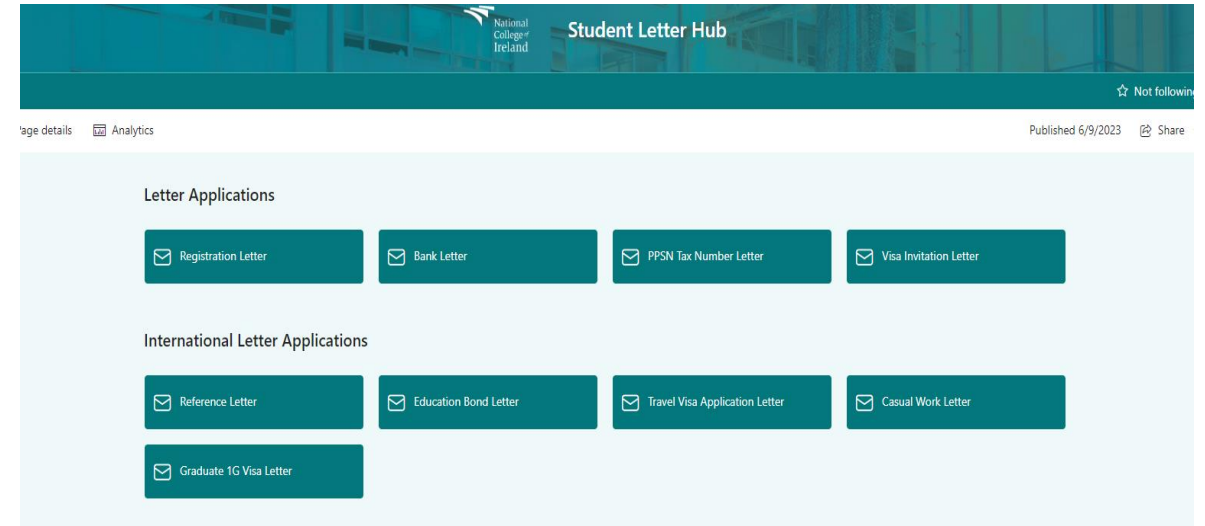 National
College of
Ireland
Student Letter Hub
Not following
Page details
Analytics
Published 6/9/2023
Share
Letter Applications
Registration Letter
Bank Letter
PPSN Tax Number Letter
Visa Invitation Letter
International Letter Applications
Reference Letter
Education Bond Letter
Travel Visa Application Letter
Casual Work Letter
Graduate 1G Visa Letter